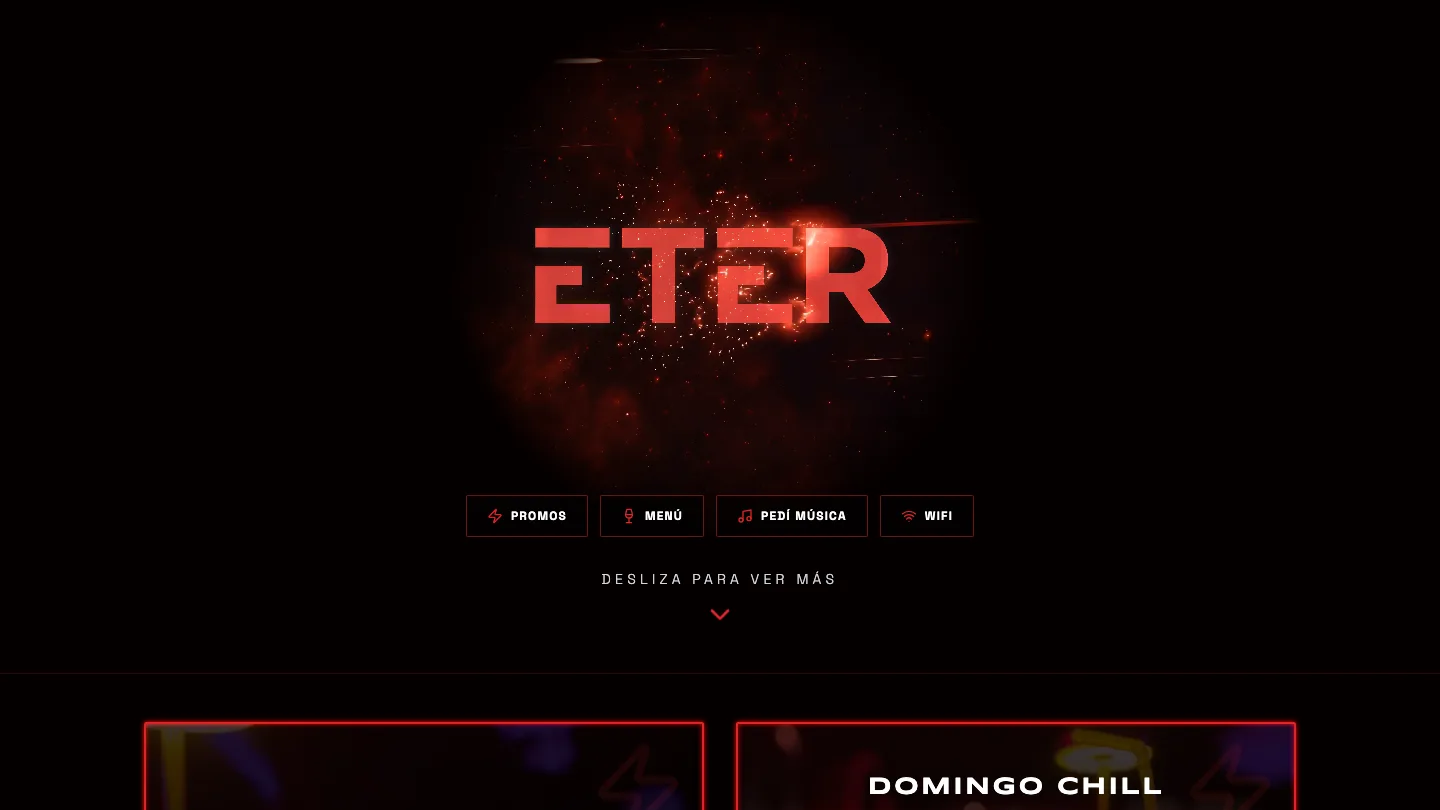 ETER
PROMOS
MENÚ
PEDÍ MÚSICA
WIFI
DESLIZA PARA VER MÁS
DOMINGO CHILL